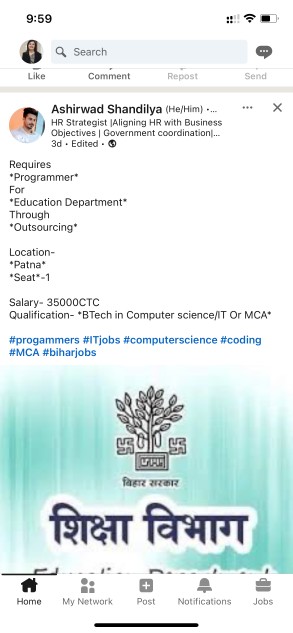 9:59
Search
Like
Comment
Repost
Send
Ashirwad Shandilya (He/Him) •...
HR Strategist |Aligning HR with Business
Objectives | Government coordination|...
3d • Edited •
Requires
*Programmer*
For
*Education Department*
Through
*Outsourcing*
Location-
*Patna*
*Seat*-1
Salary- 35000CTC
Qualification- *BTech in Computer science/IT Or MCA*
#progammers #ITjobs #computerscience #coding
#MCA #biharjobs
बिहार सरकार
शिक्षा विभाग
Education Department
Home
My Network
Post
Notifications
Jobs